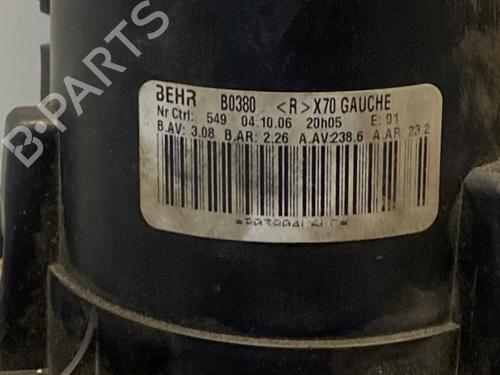 B-PARTS
BEHR B0380 <R>X70 GAUCHE
Nr Ctrl: 549 04.10.06 20h05 E: 01
B.AV: 3.08 B.AR: 2.26 A.AV:238.6 A.AR: 23.2